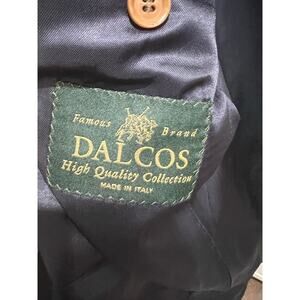 Famous Brand
DALCOS
High Quality Collection
MADE IN ITALY